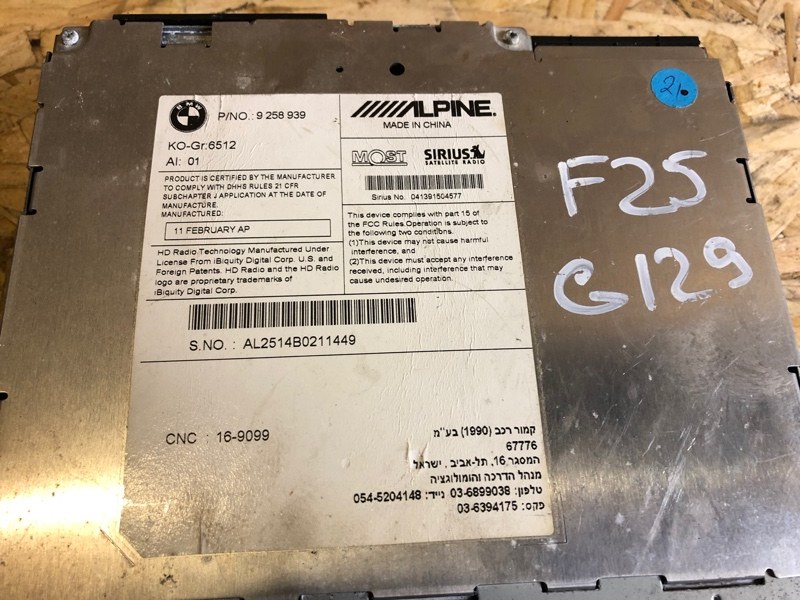 BMW
P/NO.: 9 258 939
KO-Gr:6512
AI: 01
PRODUCT IS CERTIFIED BY THE MANUFACTURER
TO COMPLY WITH DHHS RULES 21 CFR
SUBCHAPTER J APPLICATION AT THE DATE OF
MANUFACTURE.
MANUFACTURED:
11 FEBRUARY AP
HD Radio Technology Manufactured Under
License From iBiquity Digital Corp. U.S. and
Foreign Patents. HD Radio and the HD Radio
logo are proprietary trademarks of
iBiquity Digital Corp.
ALPINE.
MADE IN CHINA
MOST
SIRIUS
SATELLITE RADIO
Sirius No. 041391504577
This device complies with part 15 of
the FCC Rules.Operation is subject to
the following two conditions.
(1)This device may not cause harmful
interference, and
(2)This device must accept any interference
received, including interference that may
cause undesired operation.
S.NO. : AL2514B0211449
CNC : 16-9099
קמור רכב (1990) בע"מ
67776
המסגר 16, תל-אביב . ישראל
מנהל הדרכה והומולוגציה
טלפון: 03-6899038 נייד: 054-5204148
פקס: 03-6394175
21.
F25
G129